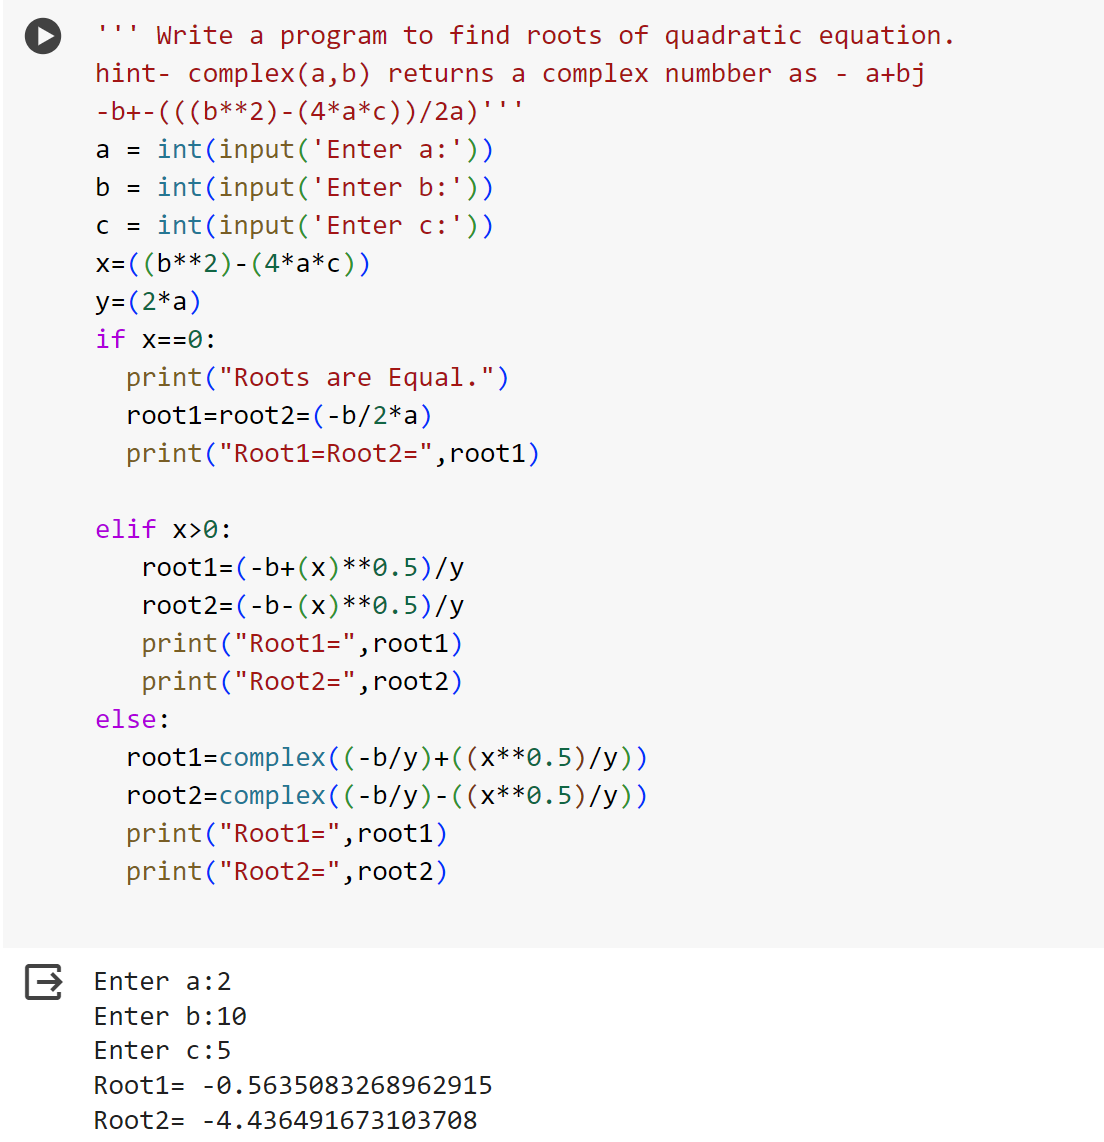 ''' Write a program to find roots of quadratic equation.
hint- complex(a,b) returns a complex numbber as - a+bj
-b+-(((b**2)-(4*a*c))/2a)'''
a = int(input('Enter a:'))
b = int(input('Enter b:'))
c = int(input('Enter c:'))
x=((b**2)-(4*a*c))
y=(2*a)
if x==0:
  print("Roots are Equal.")
  root1=root2=(-b/2*a)
  print("Root1=Root2=",root1)

elif x>0:
   root1=(-b+(x)**0.5)/y
   root2=(-b-(x)**0.5)/y
   print("Root1=",root1)
   print("Root2=",root2)
else:
  root1=complex((-b/y)+((x**0.5)/y))
  root2=complex((-b/y)-((x**0.5)/y))
  print("Root1=",root1)
  print("Root2=",root2)

Enter a:2
Enter b:10
Enter c:5
Root1= -0.5635083268962915
Root2= -4.436491673103708